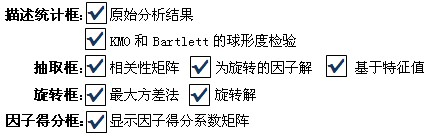 描述统计框: 原始分析结果
KMO 和 Bartlett 的球形度检验
抽取框: 相关性矩阵 为旋转的因子解 基于特征值
旋转框: 最大方差法 旋转解
因子得分框: 显示因子得分系数矩阵